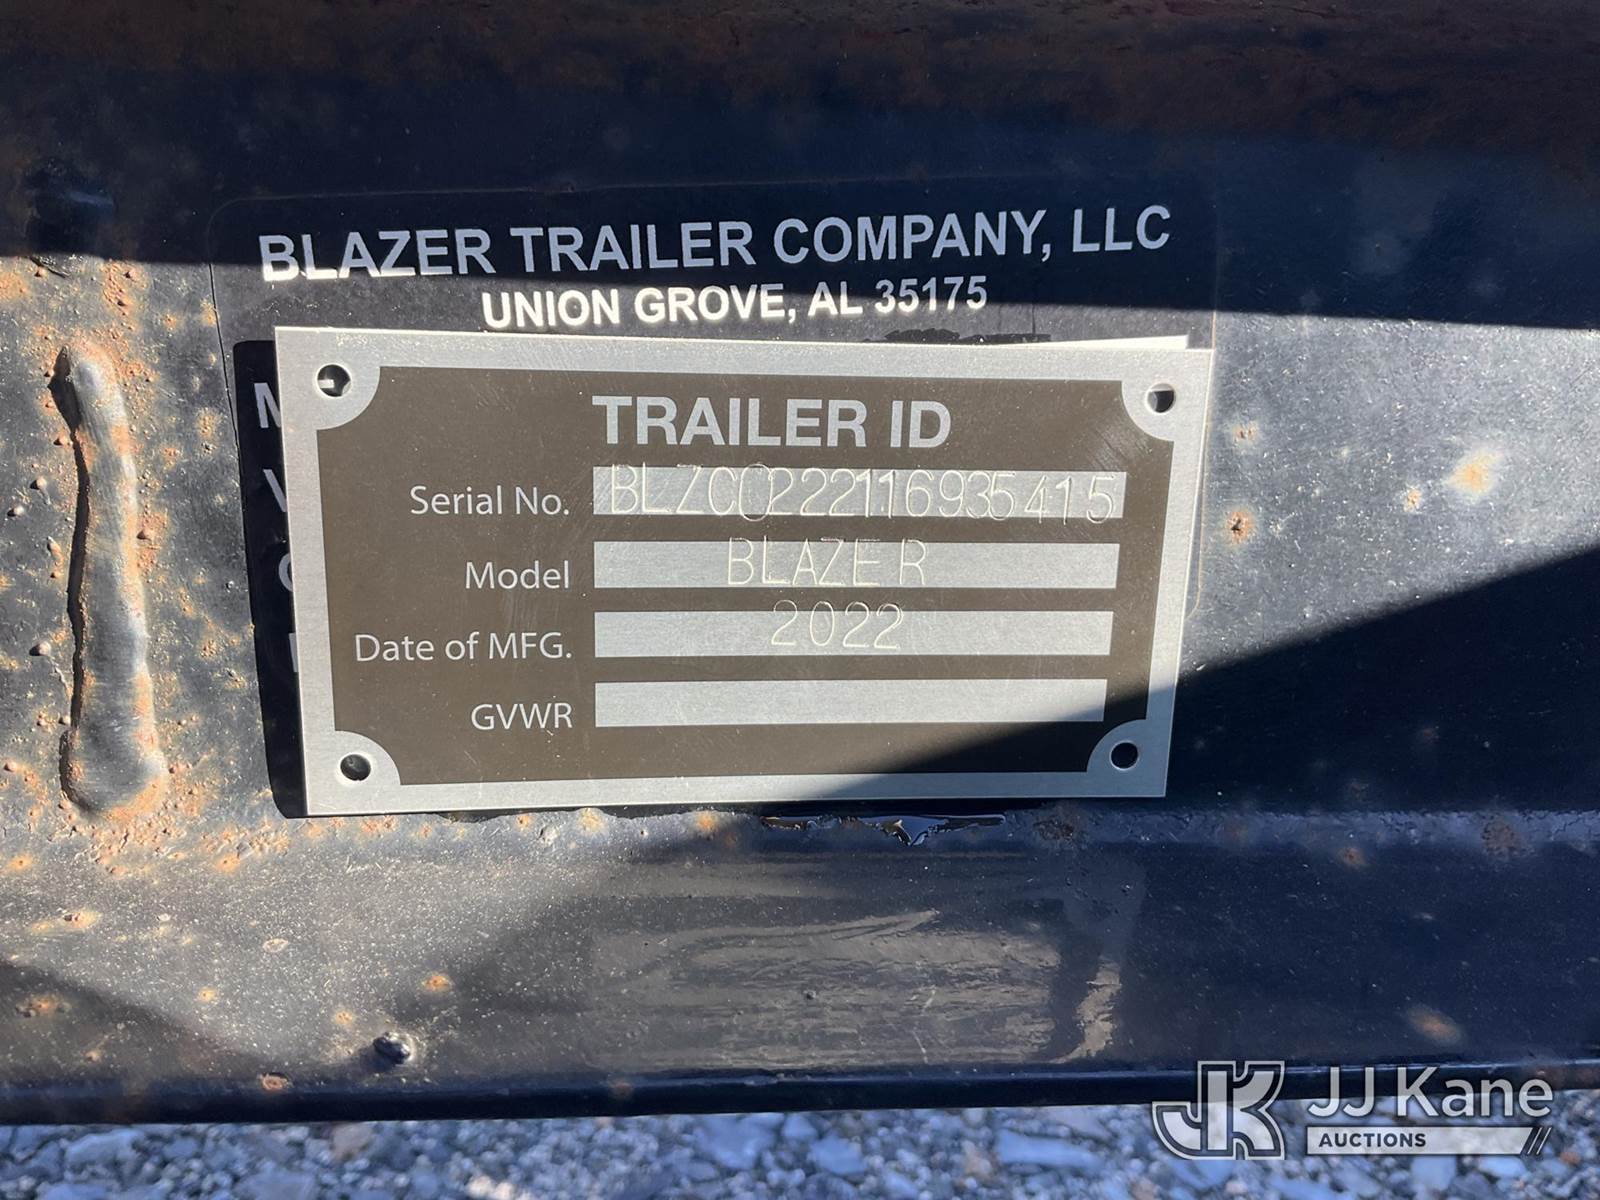 BLAZER TRAILER COMPANY, LLC
UNION GROVE, AL 35175
TRAILER ID
Serial No. BLZC0222116935415
Model BLAZER
Date of MFG. 2022
GVWR
JJ Kane
AUCTIONS